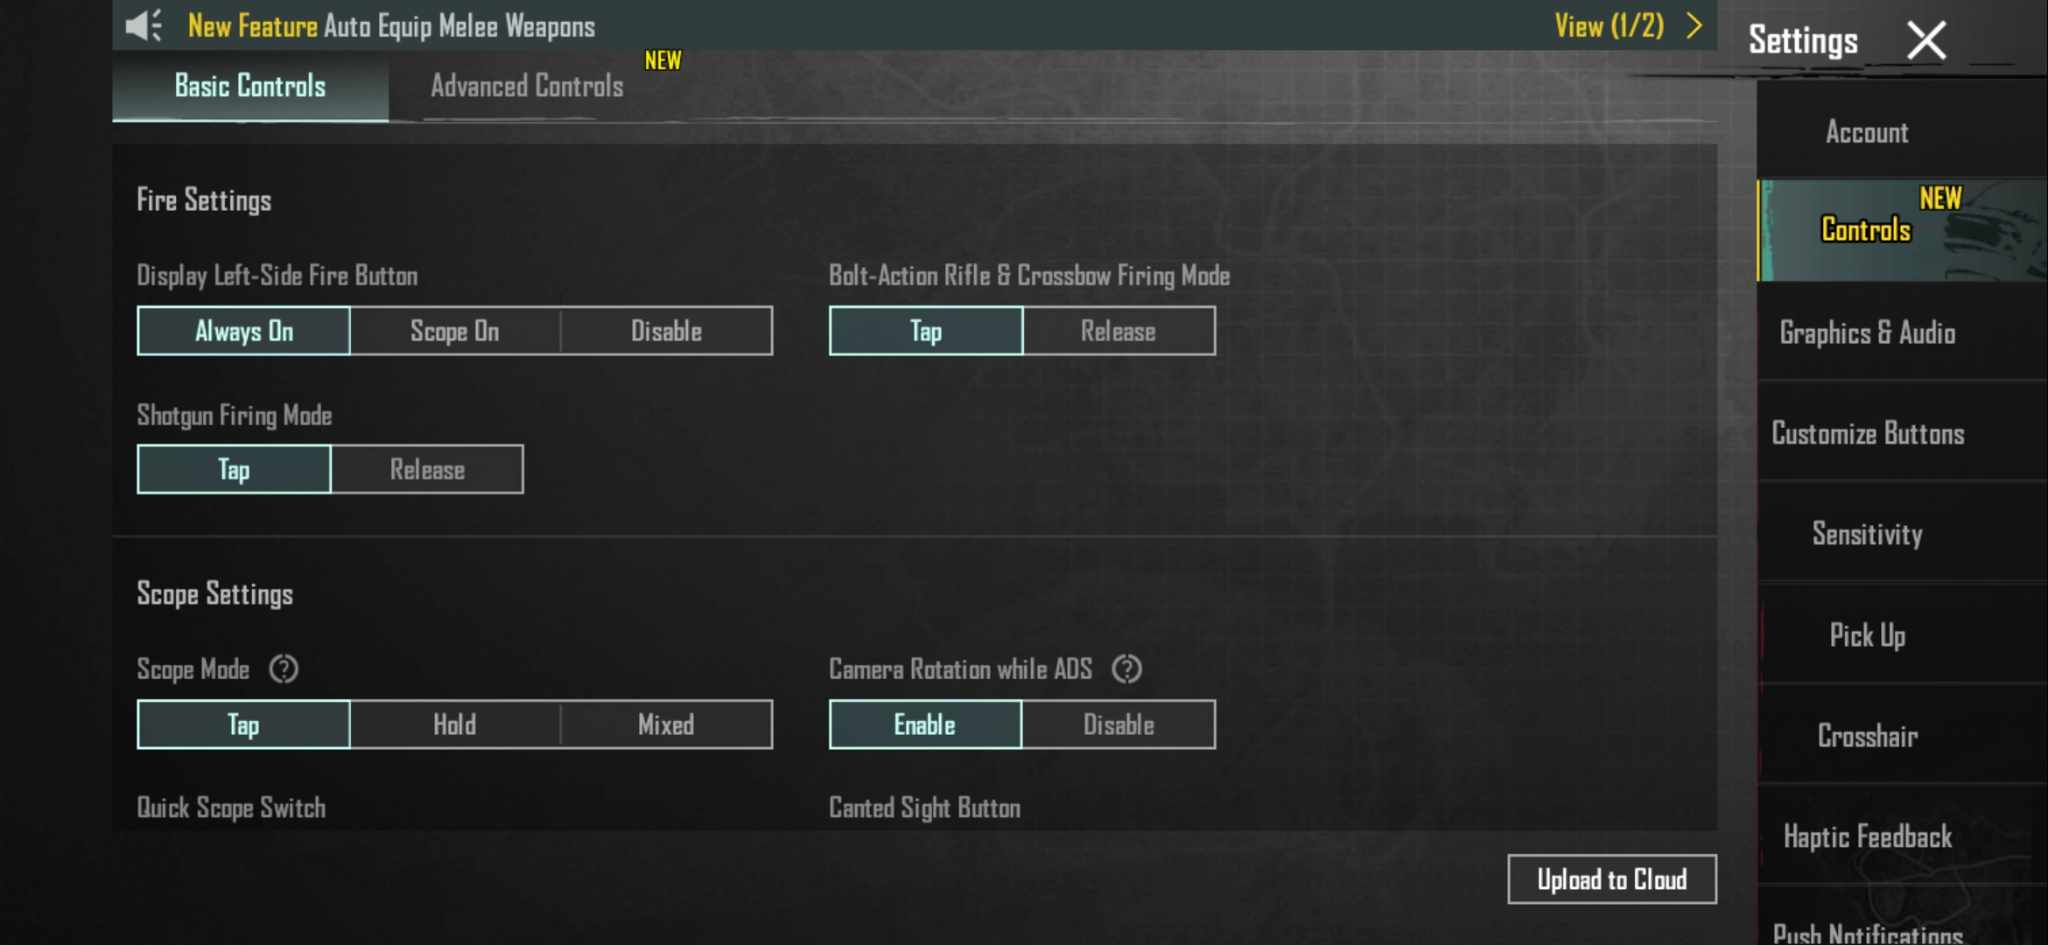 New Feature Auto Equip Melee Weapons
View (1/2)
Settings
Basic Controls
Advanced Controls
NEW
Fire Settings
Display Left-Side Fire Button
Always On
Scope On
Disable
Bolt-Action Rifle & Crossbow Firing Mode
Tap
Release
Shotgun Firing Mode
Tap
Release
Scope Settings
Scope Mode ?
Tap
Hold
Mixed
Camera Rotation while ADS ?
Enable
Disable
Quick Scope Switch
Canted Sight Button
Upload to Cloud
Account
NEW
Controls
Graphics & Audio
Customize Buttons
Sensitivity
Pick Up
Crosshair
Haptic Feedback
Push Notifications